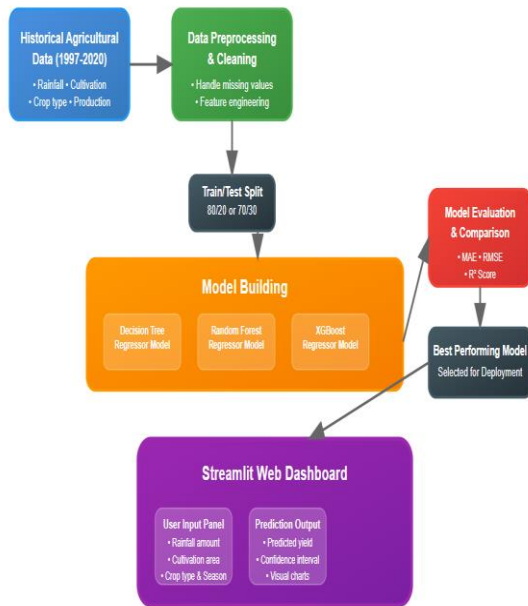 Historical Agricultural
Data (1997-2020)
• Rainfall • Cultivation
• Crop type • Production
Data Preprocessing
& Cleaning
• Handle missing values
• Feature engineering
Train/Test Split
80/20 or 70/30
Model Building
Decision Tree
Regressor Model
Random Forest
Regressor Model
XGBoost
Regressor Model
Model Evaluation
& Comparison
• MAE • RMSE
• R² Score
Best Performing Model
Selected for Deployment
Streamlit Web Dashboard
User Input Panel
• Rainfall amount
• Cultivation area
• Crop type & Season
Prediction Output
• Predicted yield
• Confidence interval
• Visual charts